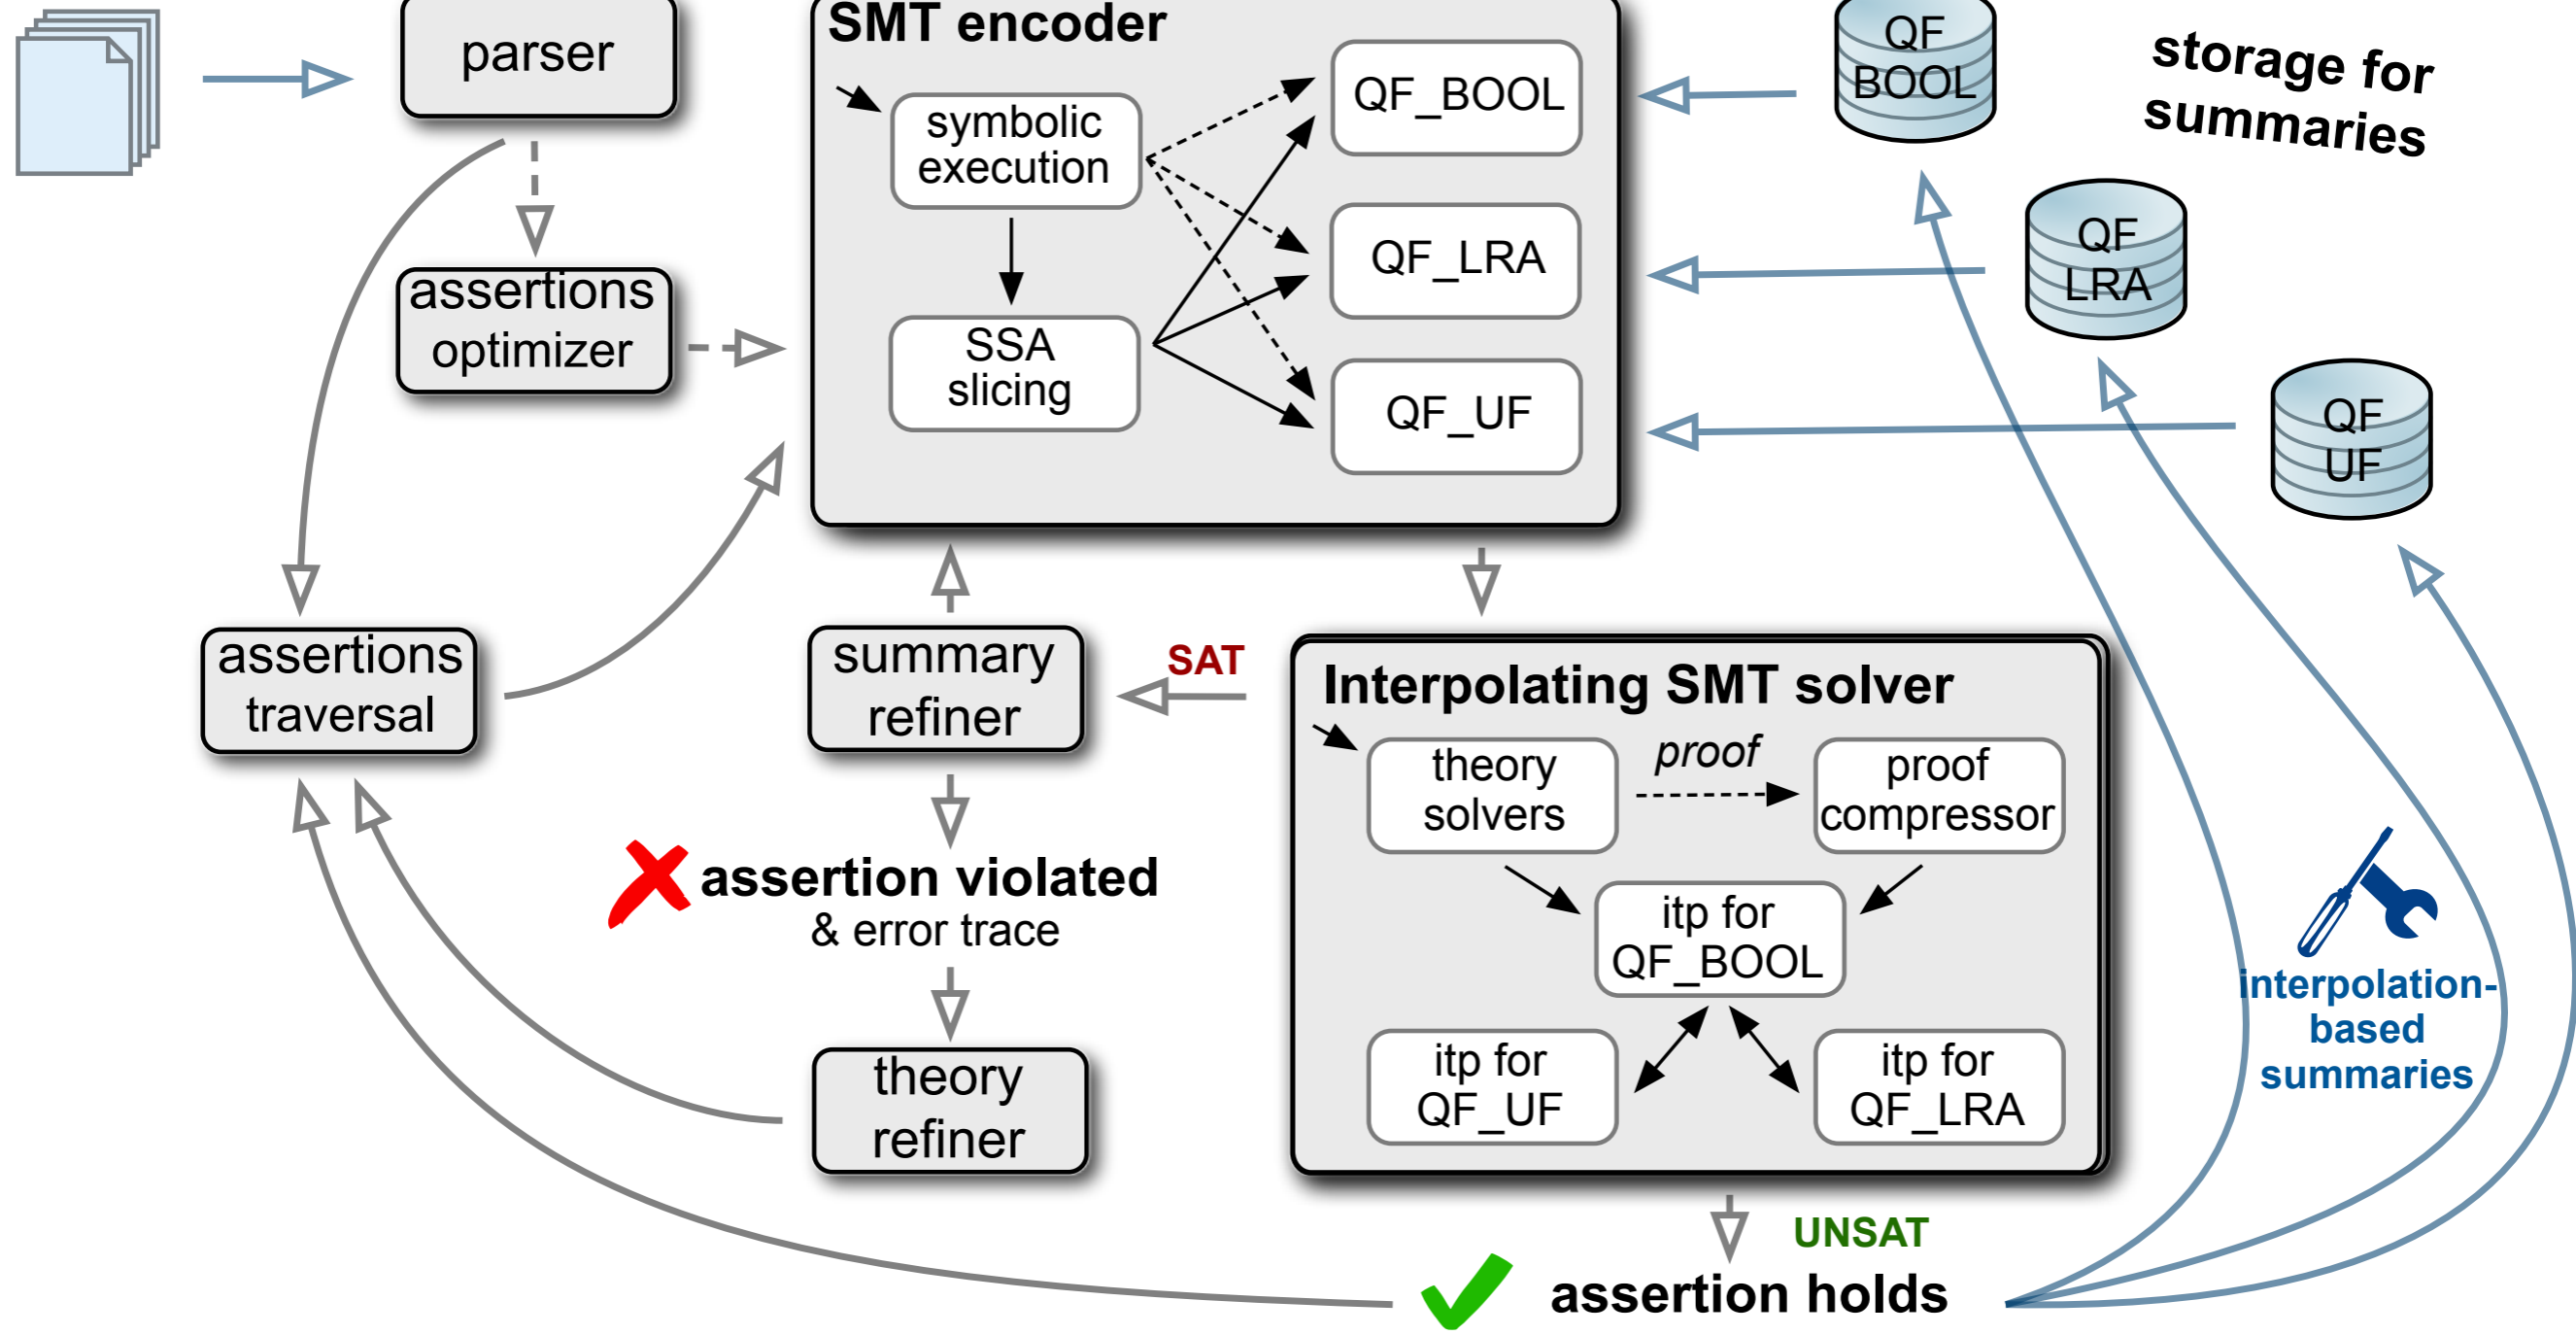 parser
SMT encoder
symbolic
execution
SSA
slicing
QF_BOOL
QF_LRA
QF_UF
QF
BOOL
storage for
summaries
QF
LRA
QF
UF
assertions
optimizer
assertions
traversal
summary
refiner
SAT
assertion violated
& error trace
theory
refiner
Interpolating SMT solver
theory
solvers
proof
proof
compressor
itp for
QF_BOOL
itp for
QF_UF
itp for
QF_LRA
interpolation-
based
summaries
UNSAT
assertion holds